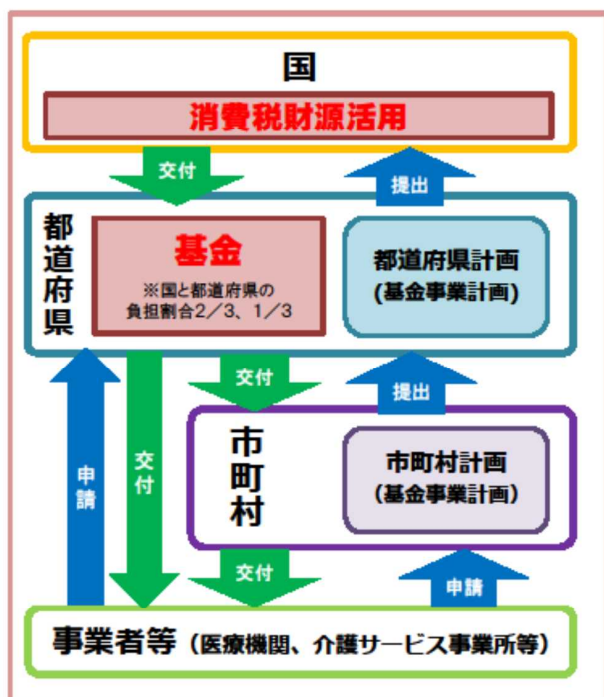 国
消費税財源活用
交付
提出
都道府県
基金
※国と都道府県の
負担割合2／3、1／3
都道府県計画
(基金事業計画)
交付
提出
申請
交付
市町村
市町村計画
(基金事業計画)
交付
申請
事業者等（医療機関、介護サービス事業所等）